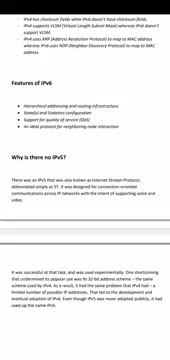 - IPv4 has checksum fields while IPv6 doesn't have checksum fields.
- IPv4 supports VLSM (Virtual Length Subnet Mask) whereas IPv6 doesn't
support VLSM.
- IPv4 uses ARP (Address Resolution Protocol) to map to MAC address
whereas IPv6 uses NDP (Neighbor Discovery Protocol) to map to MAC
address.
Features of IPv6
• Hierarchical addressing and routing infrastructure
• Stateful and Stateless configuration
• Support for quality of service (QoS)
• An ideal protocol for neighboring node interaction
Why is there no IPv5?
There was an IPv5 that was also known as Internet Stream Protocol,
abbreviated simply as ST. It was designed for connection-oriented
communications across IP networks with the intent of supporting voice and
video.
It was successful at that task, and was used experimentally. One shortcoming
that undermined its popular use was its 32-bit address scheme – the same
scheme used by IPv4. As a result, it had the same problem that IPv4 had – a
limited number of possible IP addresses. That led to the development and
eventual adoption of IPv6. Even though IPv5 was never adopted publicly, it had
used up the name IPv5.